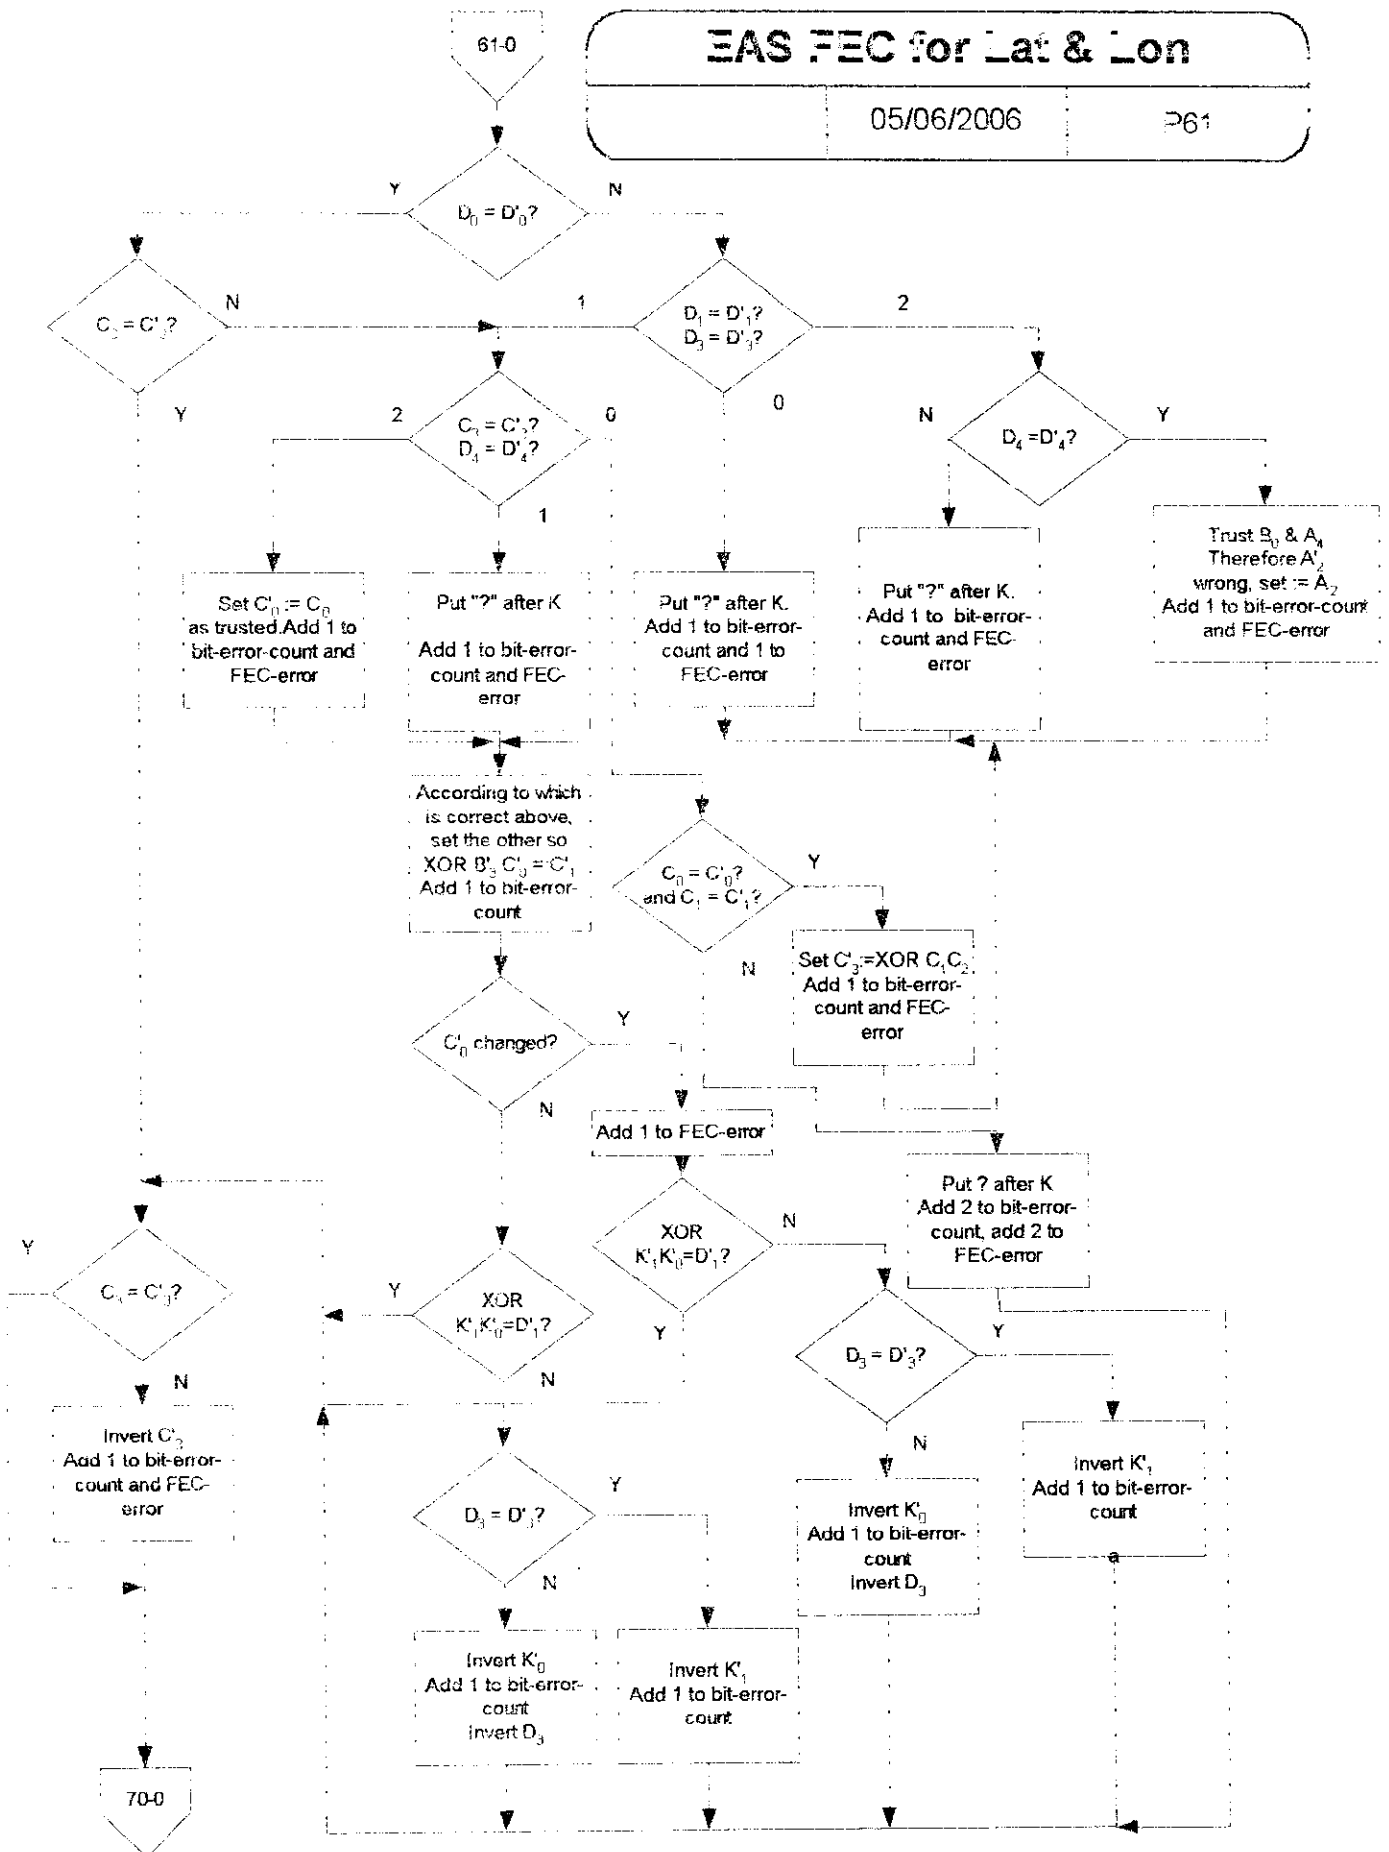 61-0
EAS FEC for Lat & Lon
05/06/2006
P61
Y
N
D₀ = D'₀?
N
1
2
D₁ = D'₁?
D₃ = D'₃?
Y
2
0
0
N
Y
C₃ = C'₃?
D₄ = D'₄?
D₄ =D'₄?
1
Set C'₀ := C₀
as trusted.Add 1 to
bit-error-count and
FEC-error
Put "?" after K
Add 1 to bit-error-
count and FEC-
error
Put "?" after K.
Add 1 to bit-error-
count and 1 to
FEC-error
Put "?" after K.
Add 1 to bit-error-
count and FEC-
error
Trust B₀ & A₄
Therefore A'₂
wrong, set := A₂
Add 1 to bit-error-count
and FEC-error
According to which
is correct above,
set the other so
XOR B'₃ C'₀ = C'₁
Add 1 to bit-error-
count
C₀ = C'₀?
and C₁ = C'₁?
Y
N
Set C'₃:=XOR C₁C₂
Add 1 to bit-error-
count and FEC-
error
C'₀ changed?
Y
N
Add 1 to FEC-error
Put ? after K
Add 2 to bit-error-
count, add 2 to
FEC-error
XOR
K'₁K'₀=D'₁?
N
Y
Y
N
XOR
K'₁K'₀=D'₁?
Y
N
D₃ = D'₃?
Y
N
Invert
Add 1 to bit-error-
count and FEC-
error
D₃ = D'₃?
Y
N
Invert K'₁
Add 1 to bit-error-
count
a
Invert K'₀
Add 1 to bit-error-
count
Invert D₃
Invert K'₀
Add 1 to bit-error-
count
Invert D₃
Invert K'₁
Add 1 to bit-error-
count
70-0